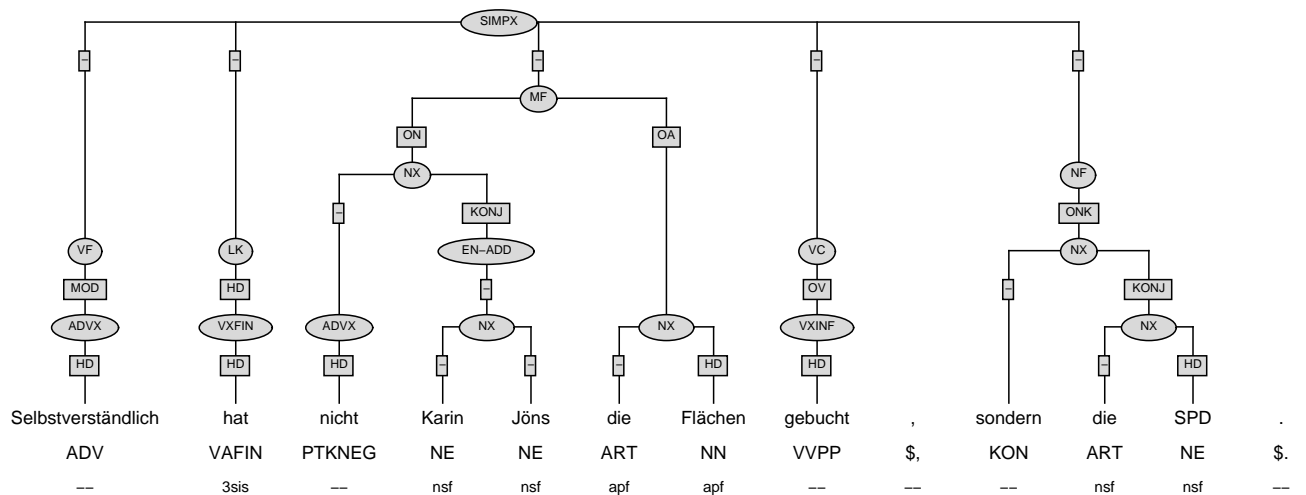 SIMPX
– – – – –
MF
ON OA
NX NF
– KONJ ONK
VF LK EN–ADD VC NX
MOD HD – OV – KONJ
ADVX VXFIN ADVX NX NX VXINF NX
HD HD HD – – – HD HD – HD
Selbstverständlich hat nicht Karin Jöns die Flächen gebucht , sondern die SPD .
ADV VAFIN PTKNEG NE NE ART NN VVPP $, KON ART NE $.
−− 3sis −− nsf nsf apf apf −− −− −− nsf nsf −−